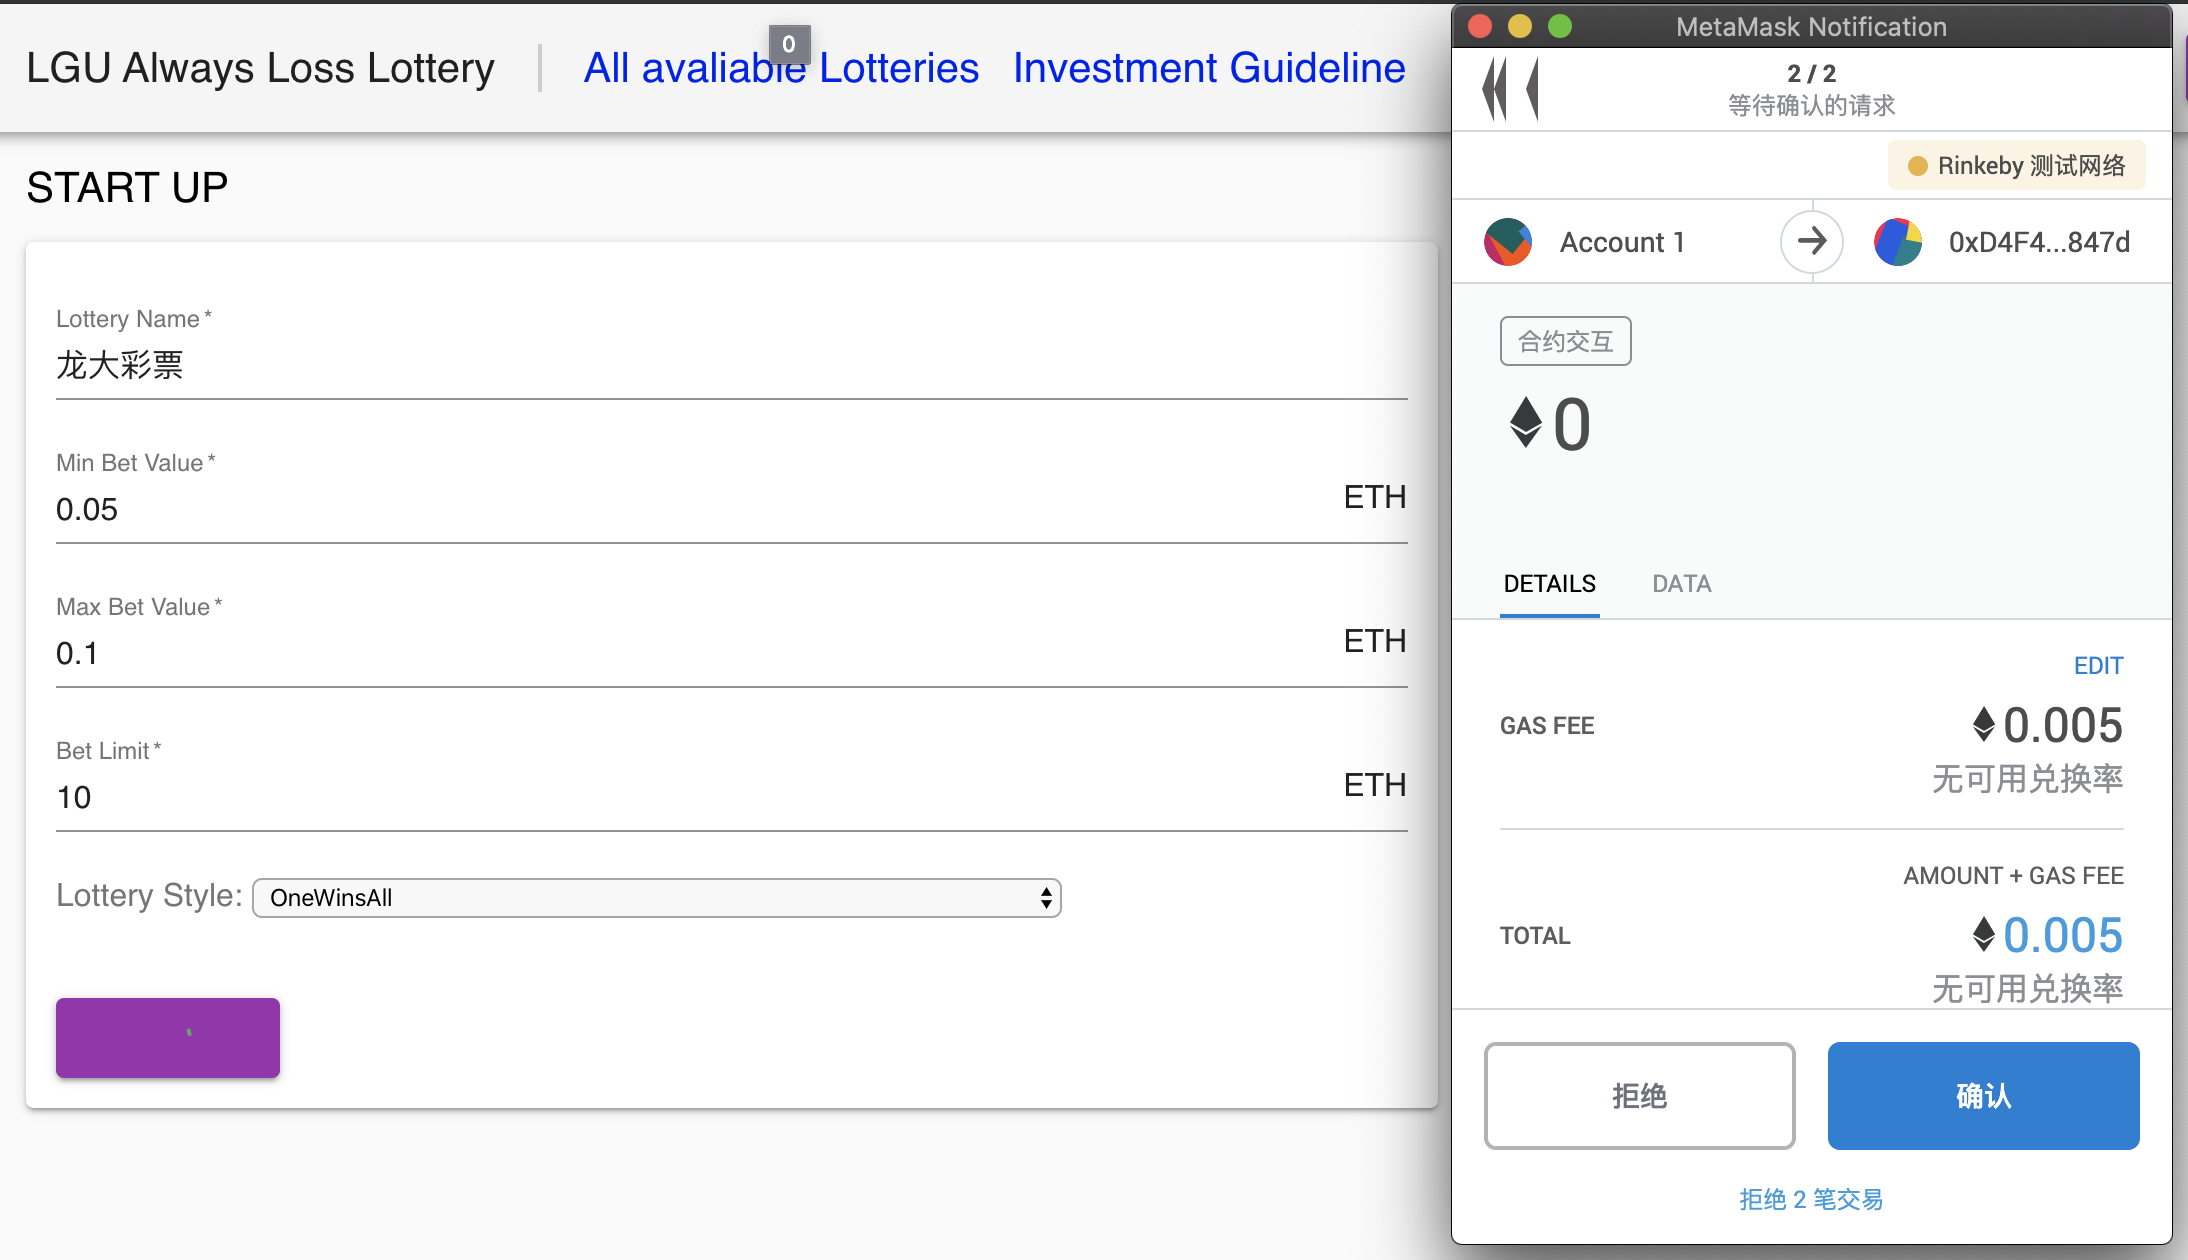 LGU Always Loss Lottery
All avaliable Lotteries
0
Investment Guideline
START UP
Lottery Name *
龙大彩票
Min Bet Value *
0.05
ETH
Max Bet Value *
0.1
ETH
Bet Limit *
10
ETH
Lottery Style:
OneWinsAll
MetaMask Notification
2 / 2
等待确认的请求
Rinkeby 测试网络
Account 1
0xD4F4...847d
合约交互
0
DETAILS
DATA
EDIT
GAS FEE
0.005
无可用兑换率
AMOUNT + GAS FEE
TOTAL
0.005
无可用兑换率
拒绝
确认
拒绝 2 笔交易